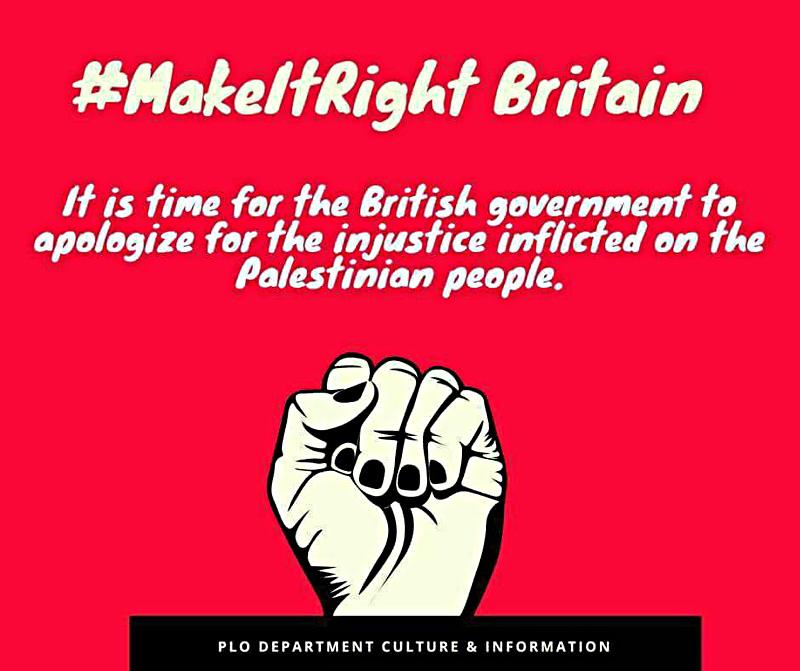 #MakeItRight Britain
It is time for the British government to
apologize for the injustice inflicted on the
Palestinian people.
PLO DEPARTMENT CULTURE & INFORMATION